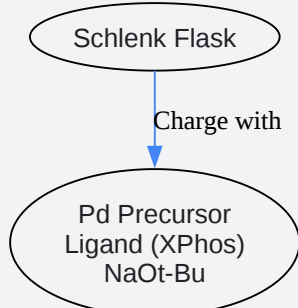 Schlenk Flask
Charge with
Pd Precursor
Ligand (XPhos)
NaOt-Bu